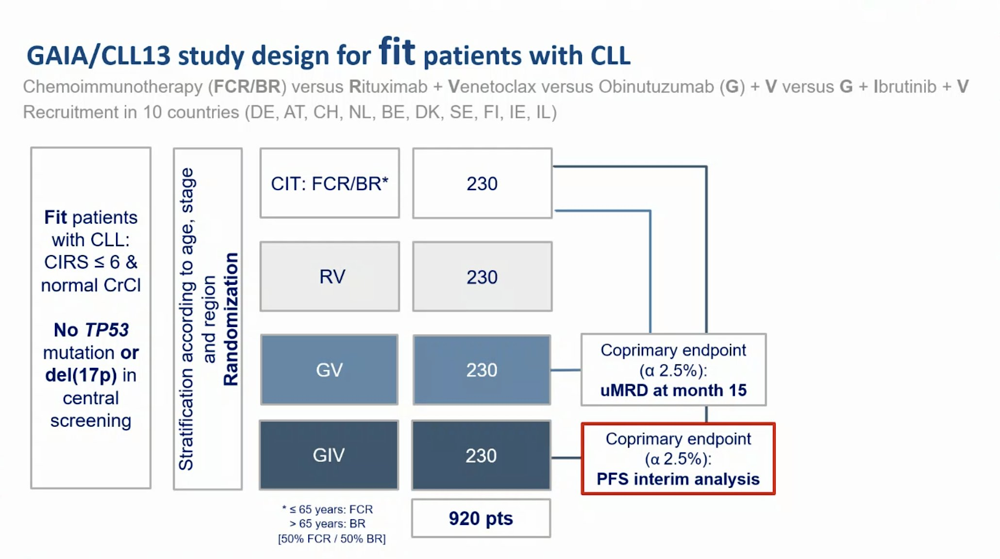 GAIA/CLL13 study design for fit patients with CLL
Chemoimmunotherapy (FCR/BR) versus Rituximab + Venetoclax versus Obinutuzumab (G) + V versus G + Ibrutinib + V
Recruitment in 10 countries (DE, AT, CH, NL, BE, DK, SE, FI, IE, IL)
Fit patients
with CLL:
CIRS ≤ 6 &
normal CrCl
No TP53
mutation or
del(17p) in
central
screening
Stratification according to age, stage
and region
Randomization
CIT: FCR/BR*
230
RV
230
GV
230
GIV
230
Coprimary endpoint
(α 2.5%):
uMRD at month 15
Coprimary endpoint
(α 2.5%):
PFS interim analysis
* ≤ 65 years: FCR
> 65 years: BR
[50% FCR / 50% BR]
920 pts